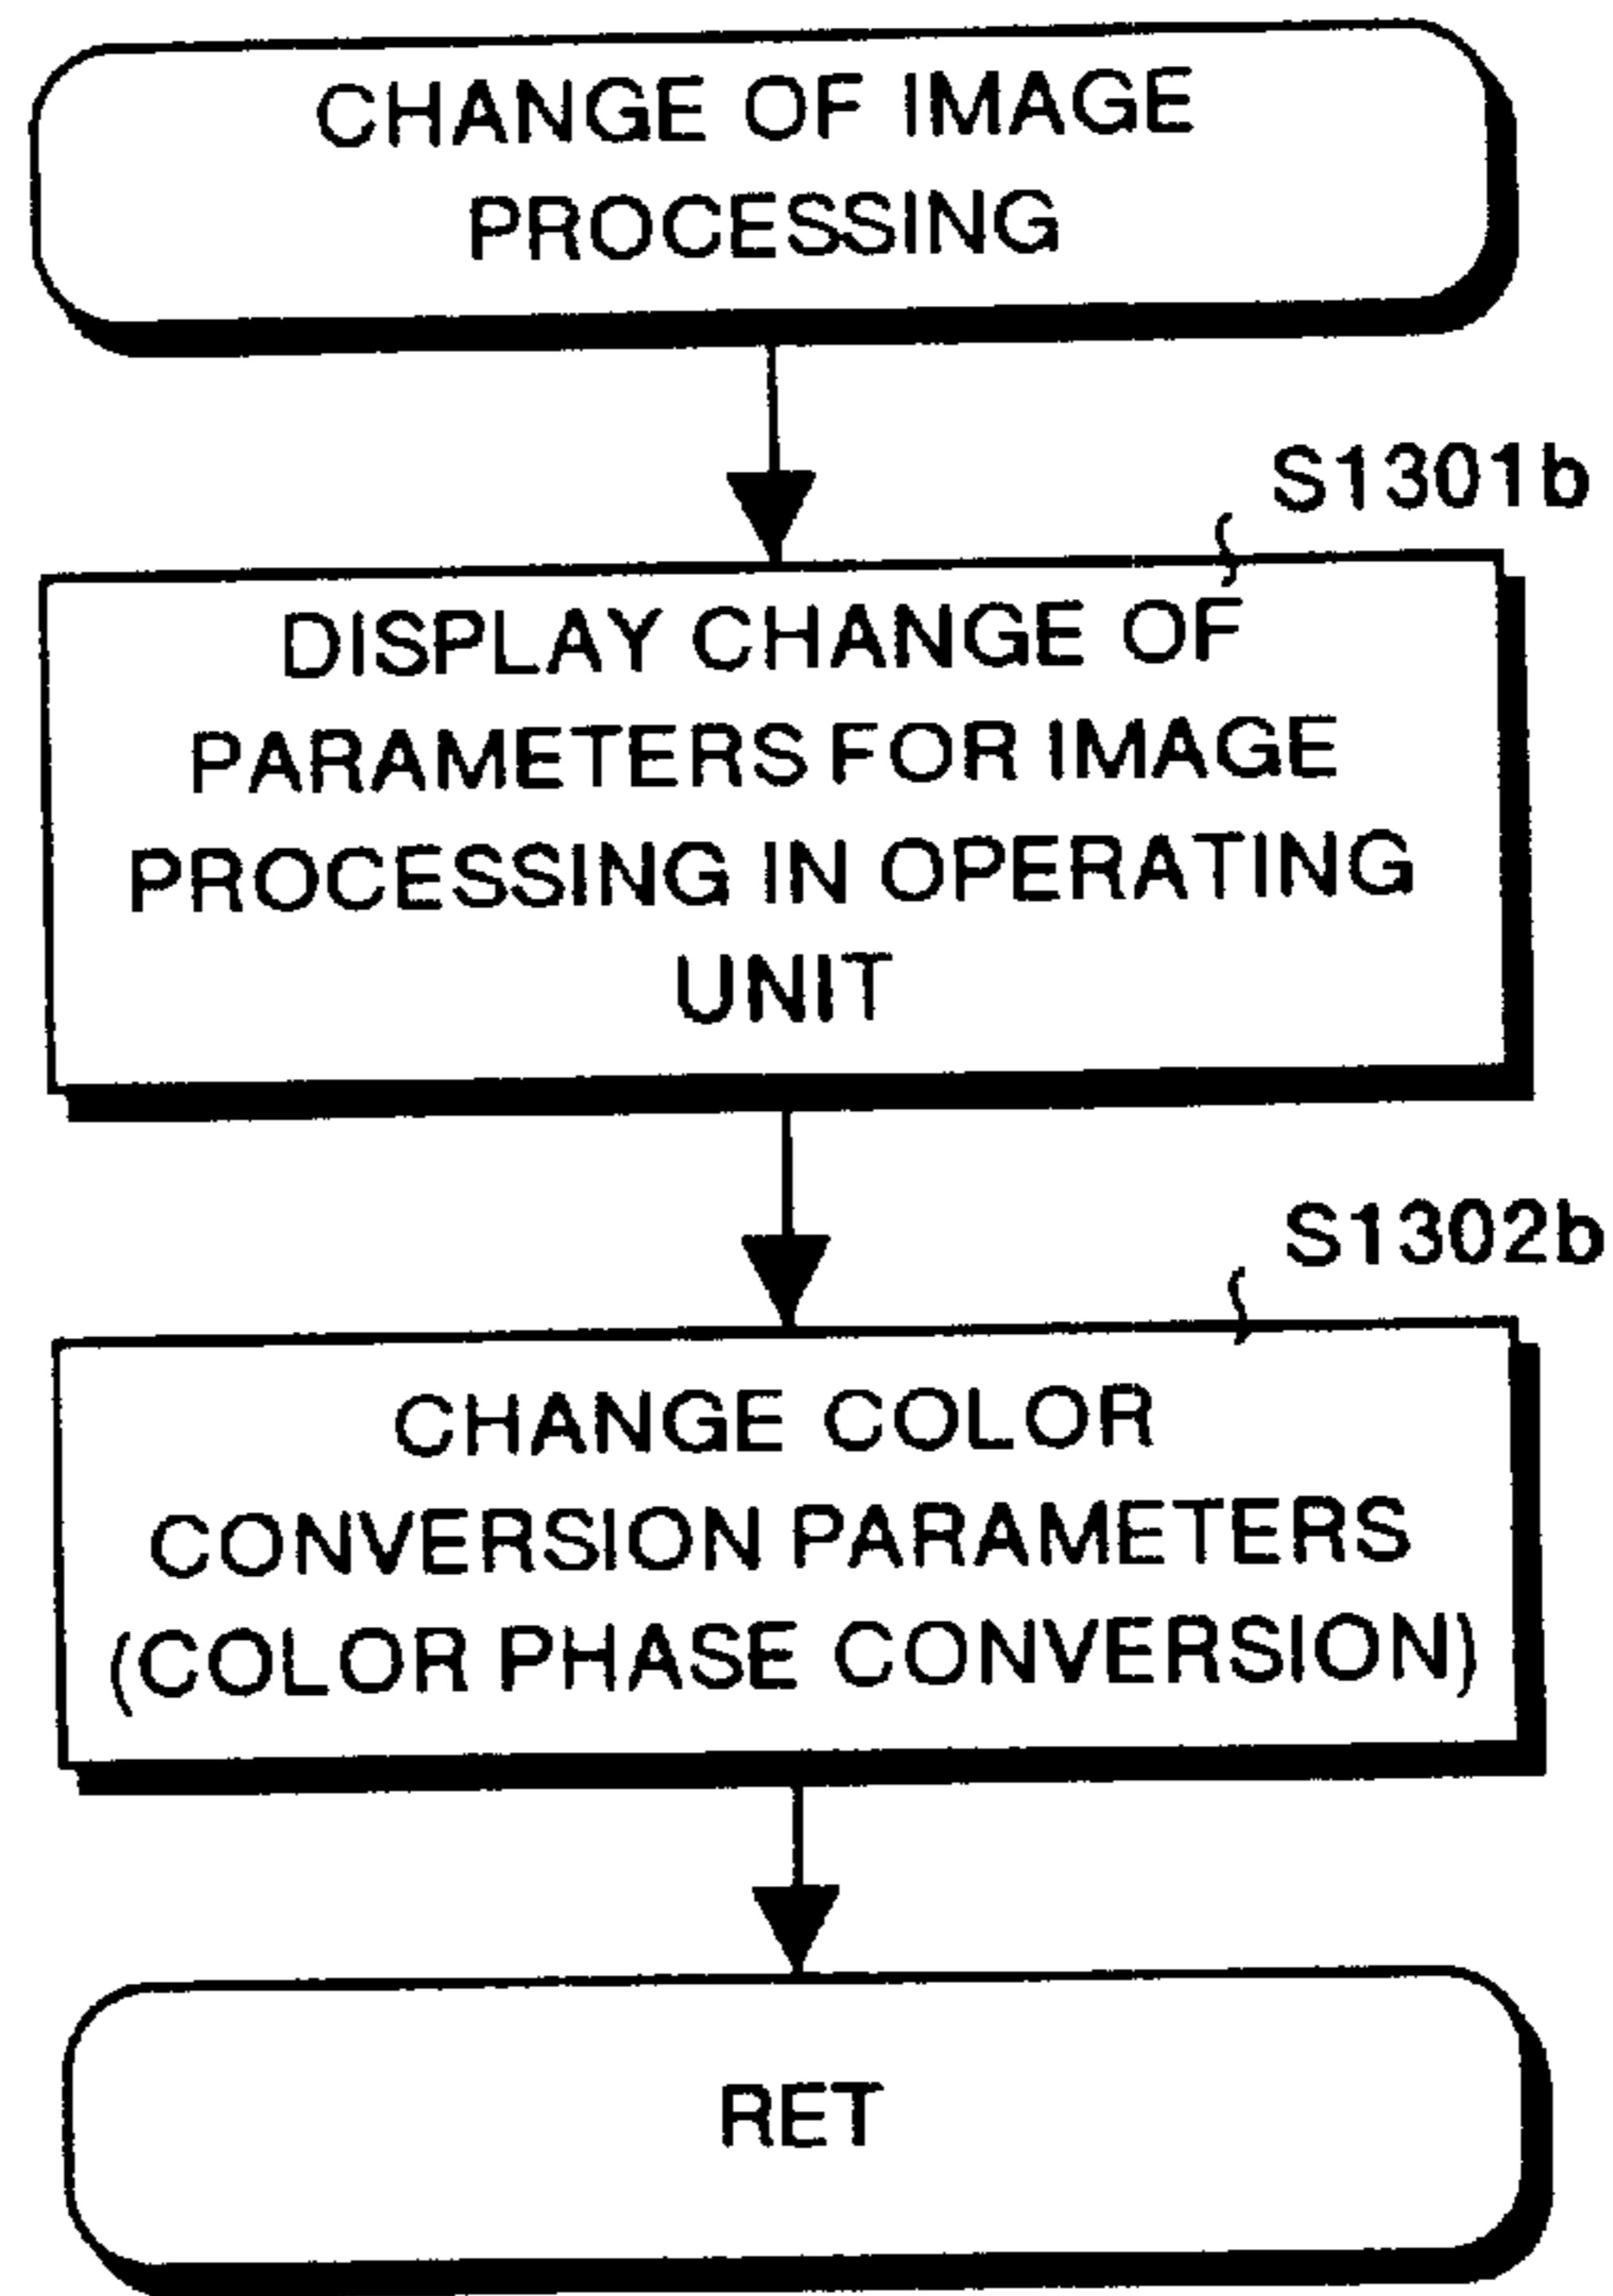 CHANGE OF IMAGE
PROCESSING
S1301b
DISPLAY CHANGE OF
PARAMETERS FOR IMAGE
PROCESSING IN OPERATING
UNIT
S1302b
CHANGE COLOR
CONVERSION PARAMETERS
(COLOR PHASE CONVERSION)
RET